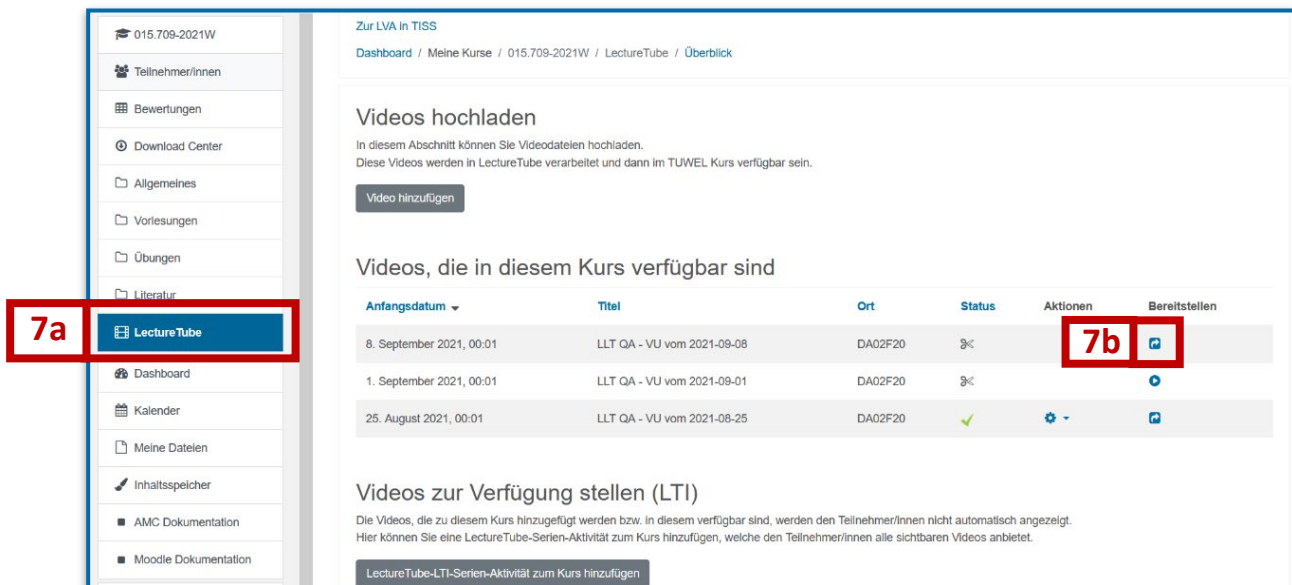 015.709-2021W
Teilnehmer/innen
Bewertungen
Download Center
Allgemeines
Vorlesungen
Übungen
Literatur
7a
LectureTube
Dashboard
Kalender
Meine Dateien
Inhaltsspeicher
AMC Dokumentation
Moodle Dokumentation
Zur LVA in TISS
Dashboard / Meine Kurse / 015.709-2021W / LectureTube / Überblick
Videos hochladen
In diesem Abschnitt können Sie Videodateien hochladen.
Diese Videos werden in LectureTube verarbeitet und dann im TUWEL Kurs verfügbar sein.
Video hinzufügen
Videos, die in diesem Kurs verfügbar sind
Anfangsdatum Titel Ort Status Aktionen Bereitstellen
8. September 2021, 00:01 LLT QA - VU vom 2021-09-08 DA02F20 7b
1. September 2021, 00:01 LLT QA - VU vom 2021-09-01 DA02F20
25. August 2021, 00:01 LLT QA - VU vom 2021-08-25 DA02F20
Videos zur Verfügung stellen (LTI)
Die Videos, die zu diesem Kurs hinzugefügt werden bzw. in diesem verfügbar sind, werden den Teilnehmer/innen nicht automatisch angezeigt.
Hier können Sie eine LectureTube-Serien-Aktivität zum Kurs hinzufügen, welche den Teilnehmer/innen alle sichtbaren Videos anbietet.
LectureTube-LTI-Serien-Aktivität zum Kurs hinzufügen